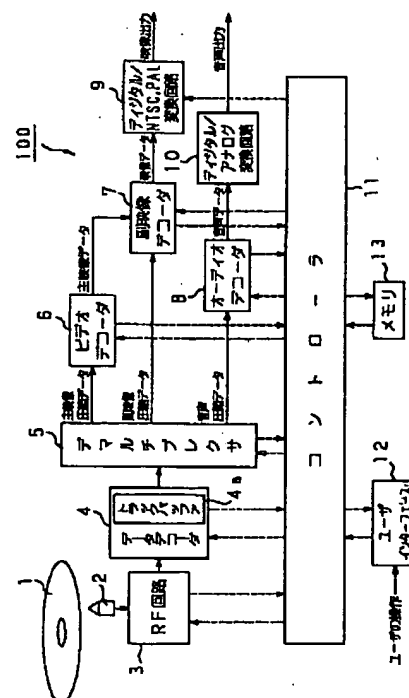 100
1
2
3
RF回路
4
データデコーダ
トラックバッファ
4a
5
デマルチプレクサ
主映像
圧縮データ
副映像
圧縮データ
音声
圧縮データ
6
ビデオ
デコーダ
主映像データ
7
副映像
デコーダ
8
オーディオ
デコーダ
映像データ
音声データ
9
ディジタル/
NTSC,PAL
変換回路
映像出力
10
ディジタル/
アナログ
変換回路
音声出力
コントローラ
11
ユーザの操作
12
ユーザ
インターフェイス
13
メモリ